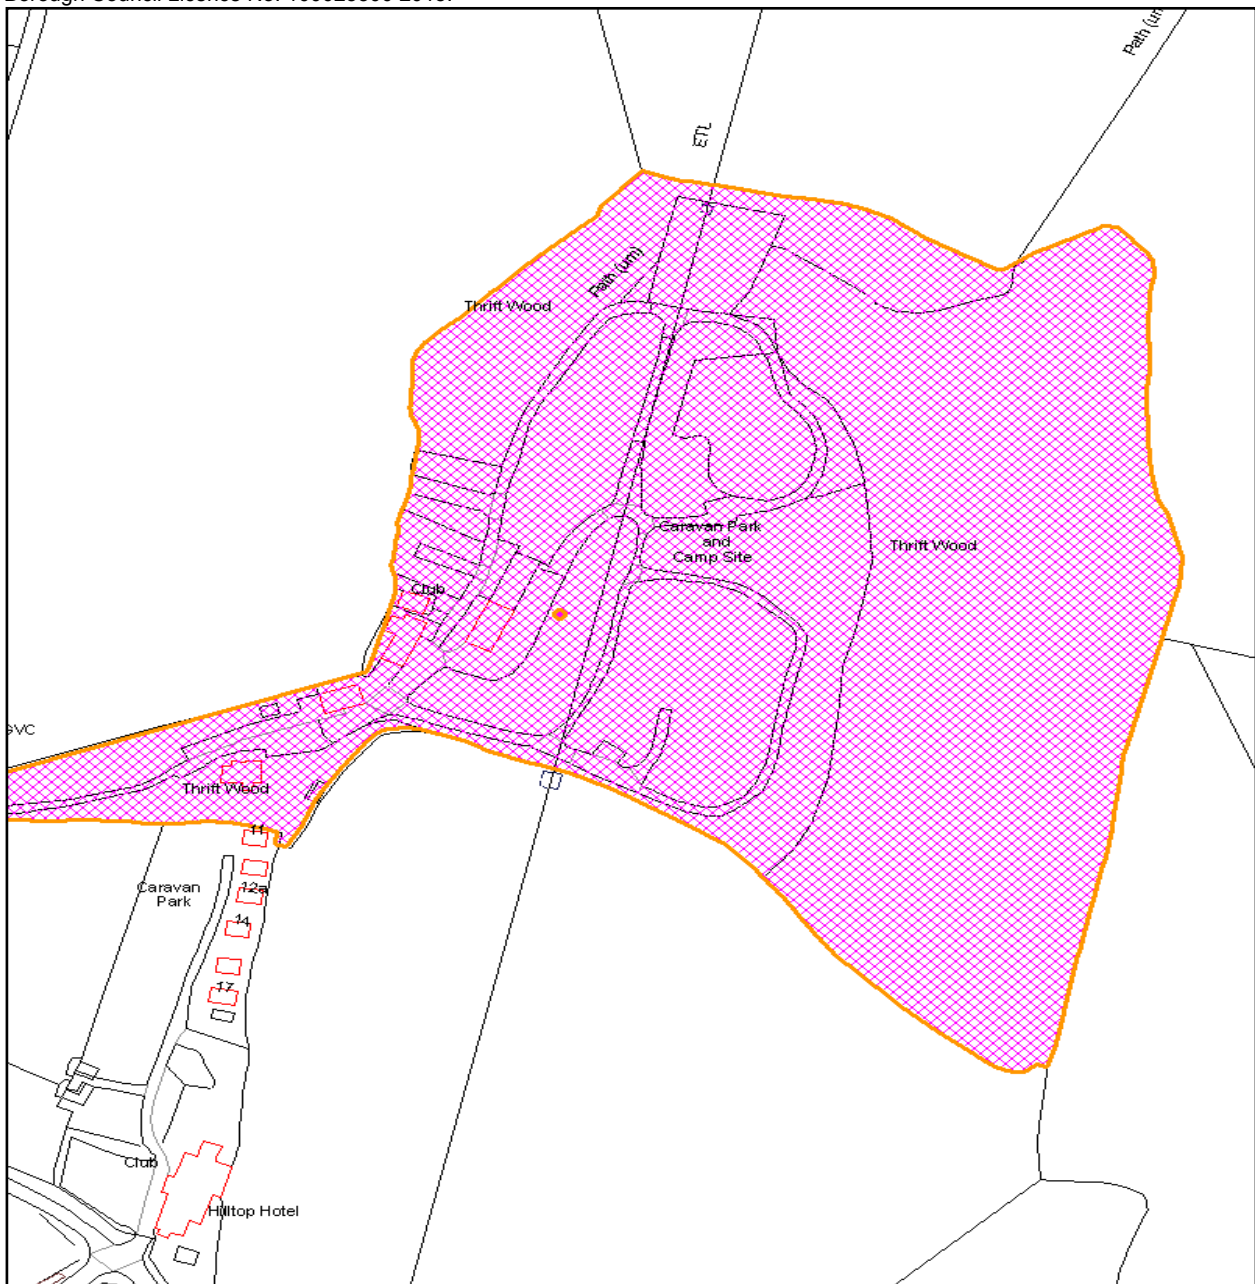 Path (um)
ETL
Path (um)
Thrift Wood
Caravan Park
and
Camp Site
Thrift Wood
Club
Thrift Wood
11
Caravan
Park
12a
14
17
Club
Hilltop Hotel